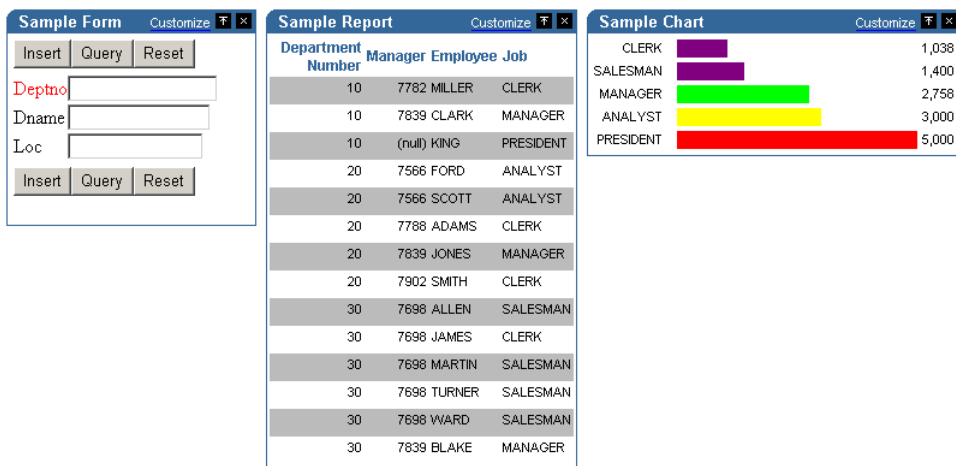 Sample Form Customize
Insert Query Reset
Deptno
Dname
Loc
Insert Query Reset
Sample Report Customize
Department Number Manager Employee Job
10 7782 MILLER CLERK
10 7839 CLARK MANAGER
10 (null) KING PRESIDENT
20 7566 FORD ANALYST
20 7566 SCOTT ANALYST
20 7788 ADAMS CLERK
20 7839 JONES MANAGER
20 7902 SMITH CLERK
30 7698 ALLEN SALESMAN
30 7698 JAMES CLERK
30 7698 MARTIN SALESMAN
30 7698 TURNER SALESMAN
30 7698 WARD SALESMAN
30 7839 BLAKE MANAGER
Sample Chart Customize
CLERK 1,038
SALESMAN 1,400
MANAGER 2,758
ANALYST 3,000
PRESIDENT 5,000